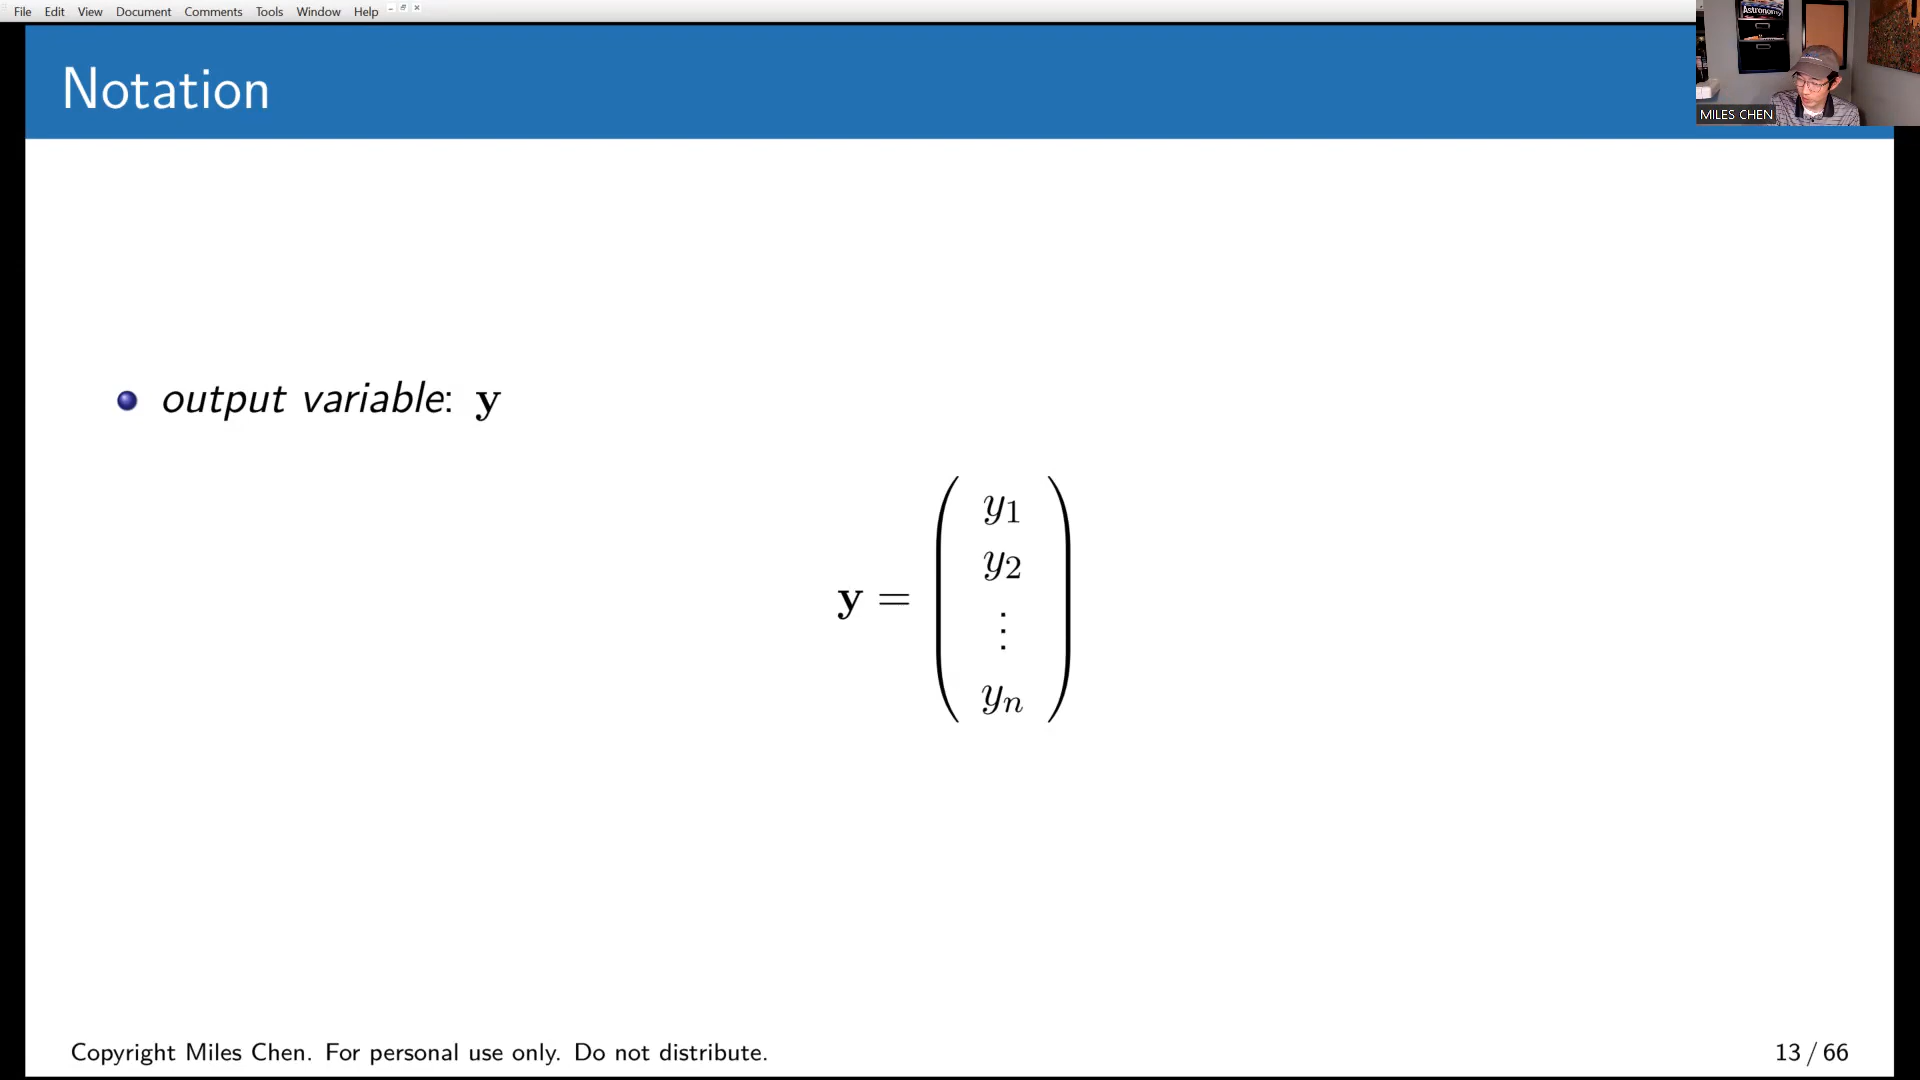 File Edit View Document Comments Tools Window Help
Astronomy
MILES CHEN
Notation
output variable: y
y = ( y₁
y₂
⋮
yₙ )
Copyright Miles Chen. For personal use only. Do not distribute.
13 / 66